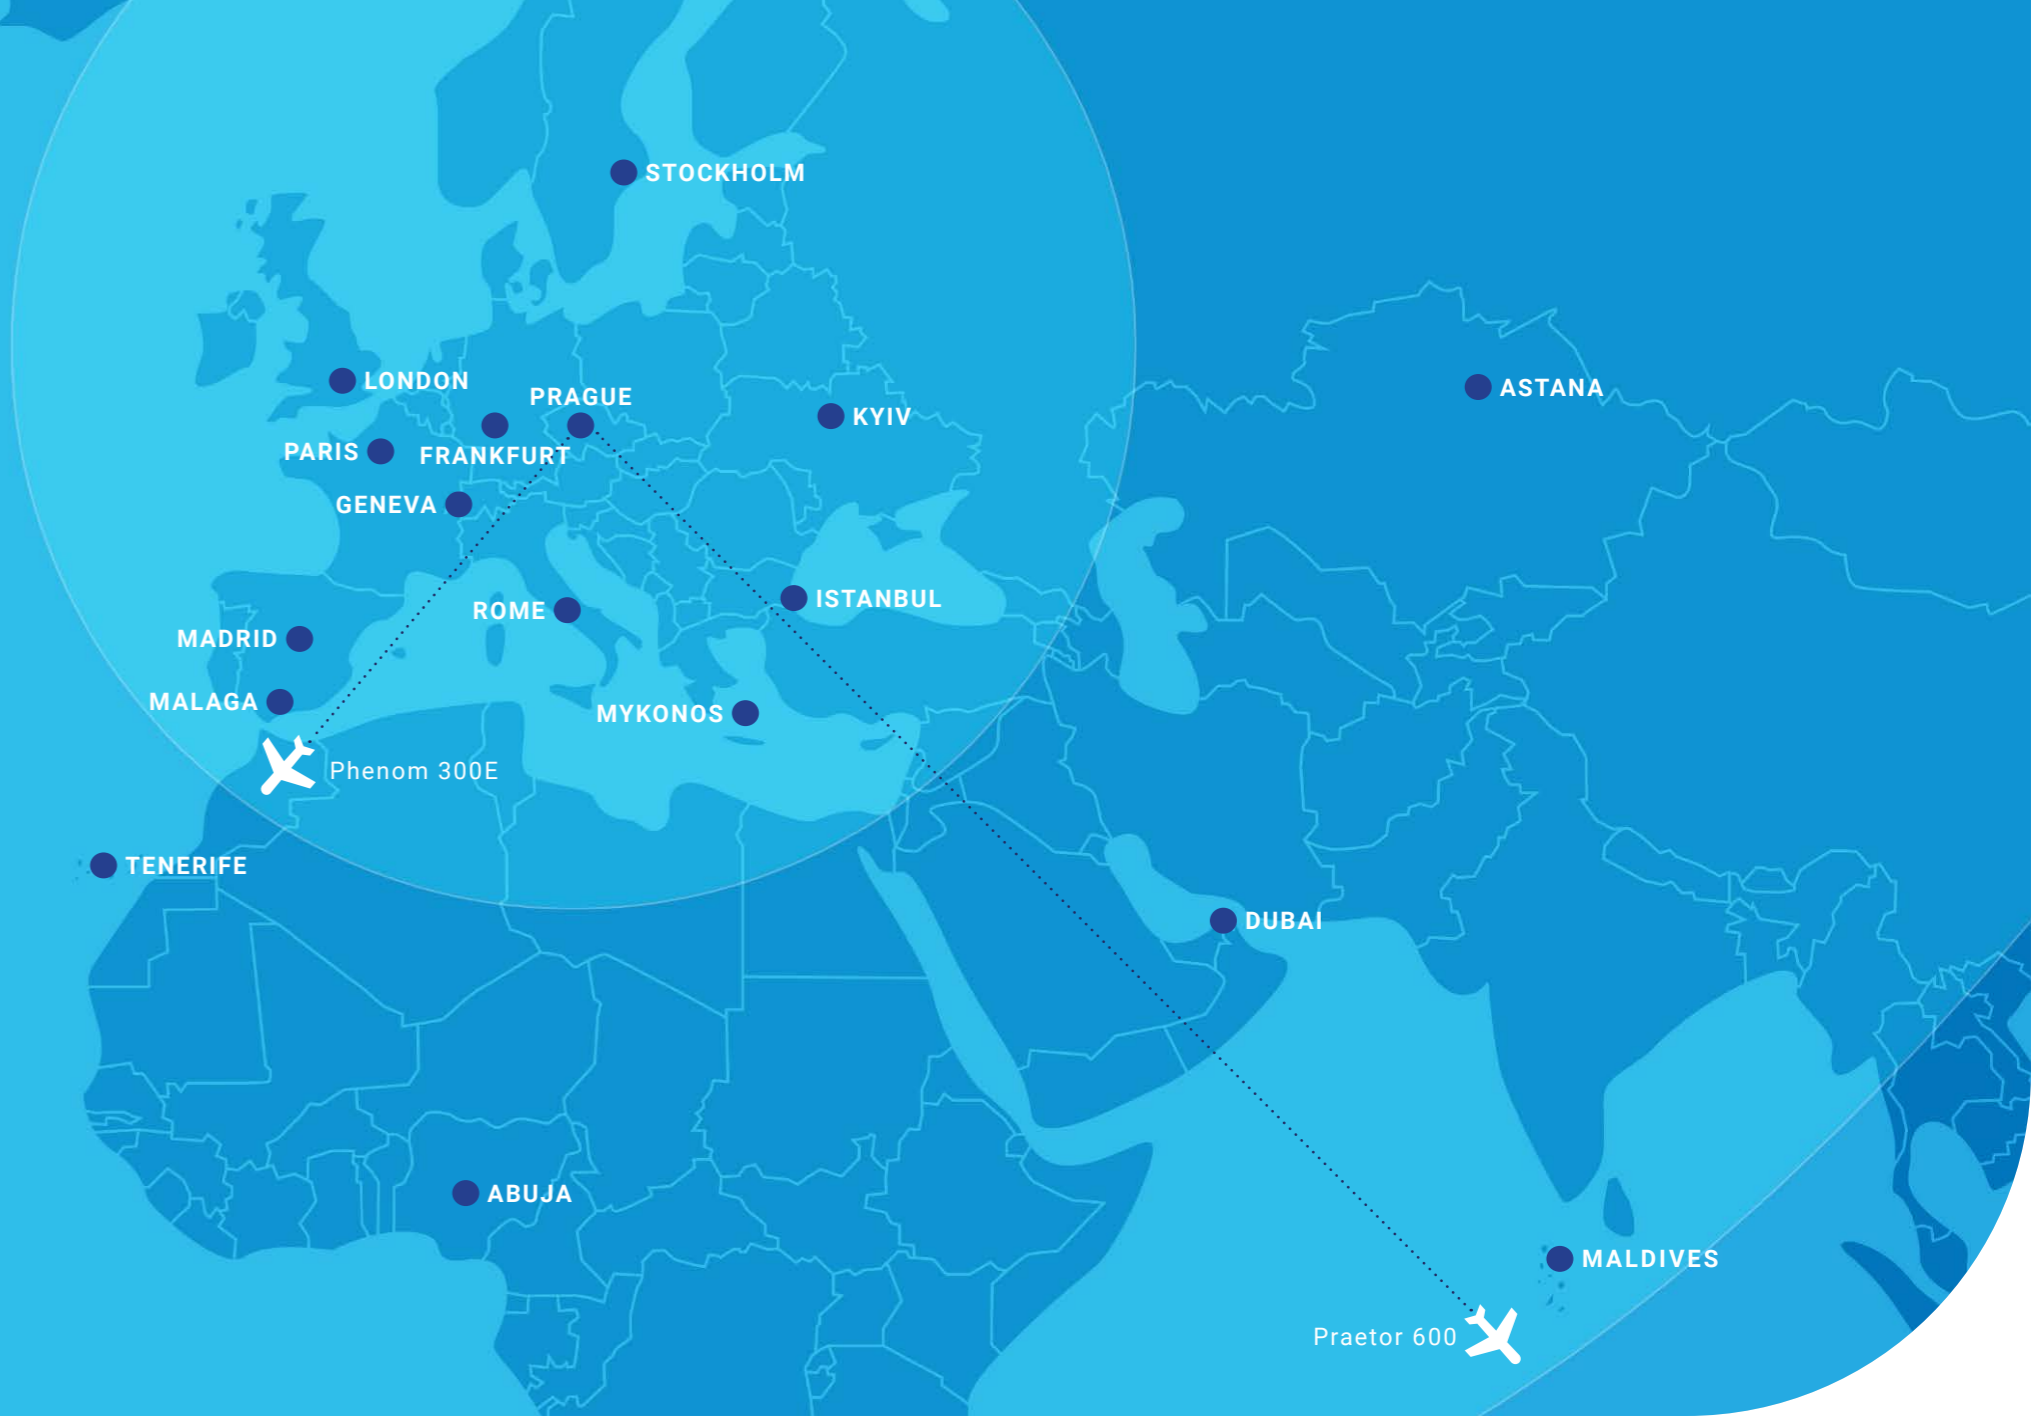 STOCKHOLM
LONDON
PRAGUE
ASTANA
KYIV
PARIS
FRANKFURT
GENEVA
ISTANBUL
ROME
MADRID
MALAGA
MYKONOS
Phenom 300E
TENERIFE
DUBAI
ABUJA
MALDIVES
Praetor 600